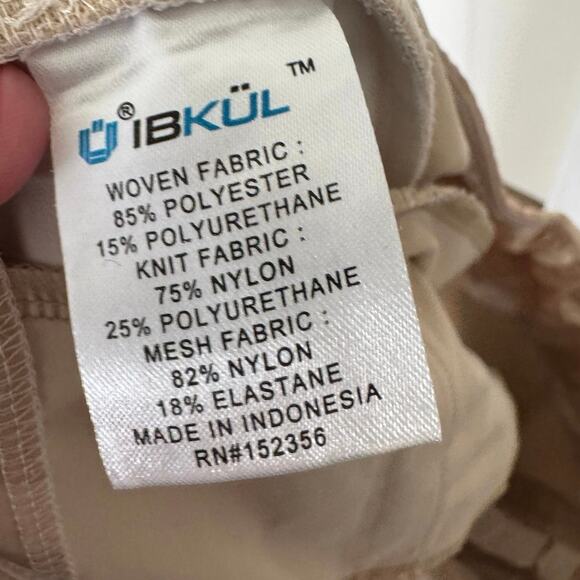 ® IBKÜL ™
WOVEN FABRIC :
85% POLYESTER
15% POLYURETHANE
KNIT FABRIC :
75% NYLON
25% POLYURETHANE
MESH FABRIC :
82% NYLON
18% ELASTANE
MADE IN INDONESIA
RN#152356